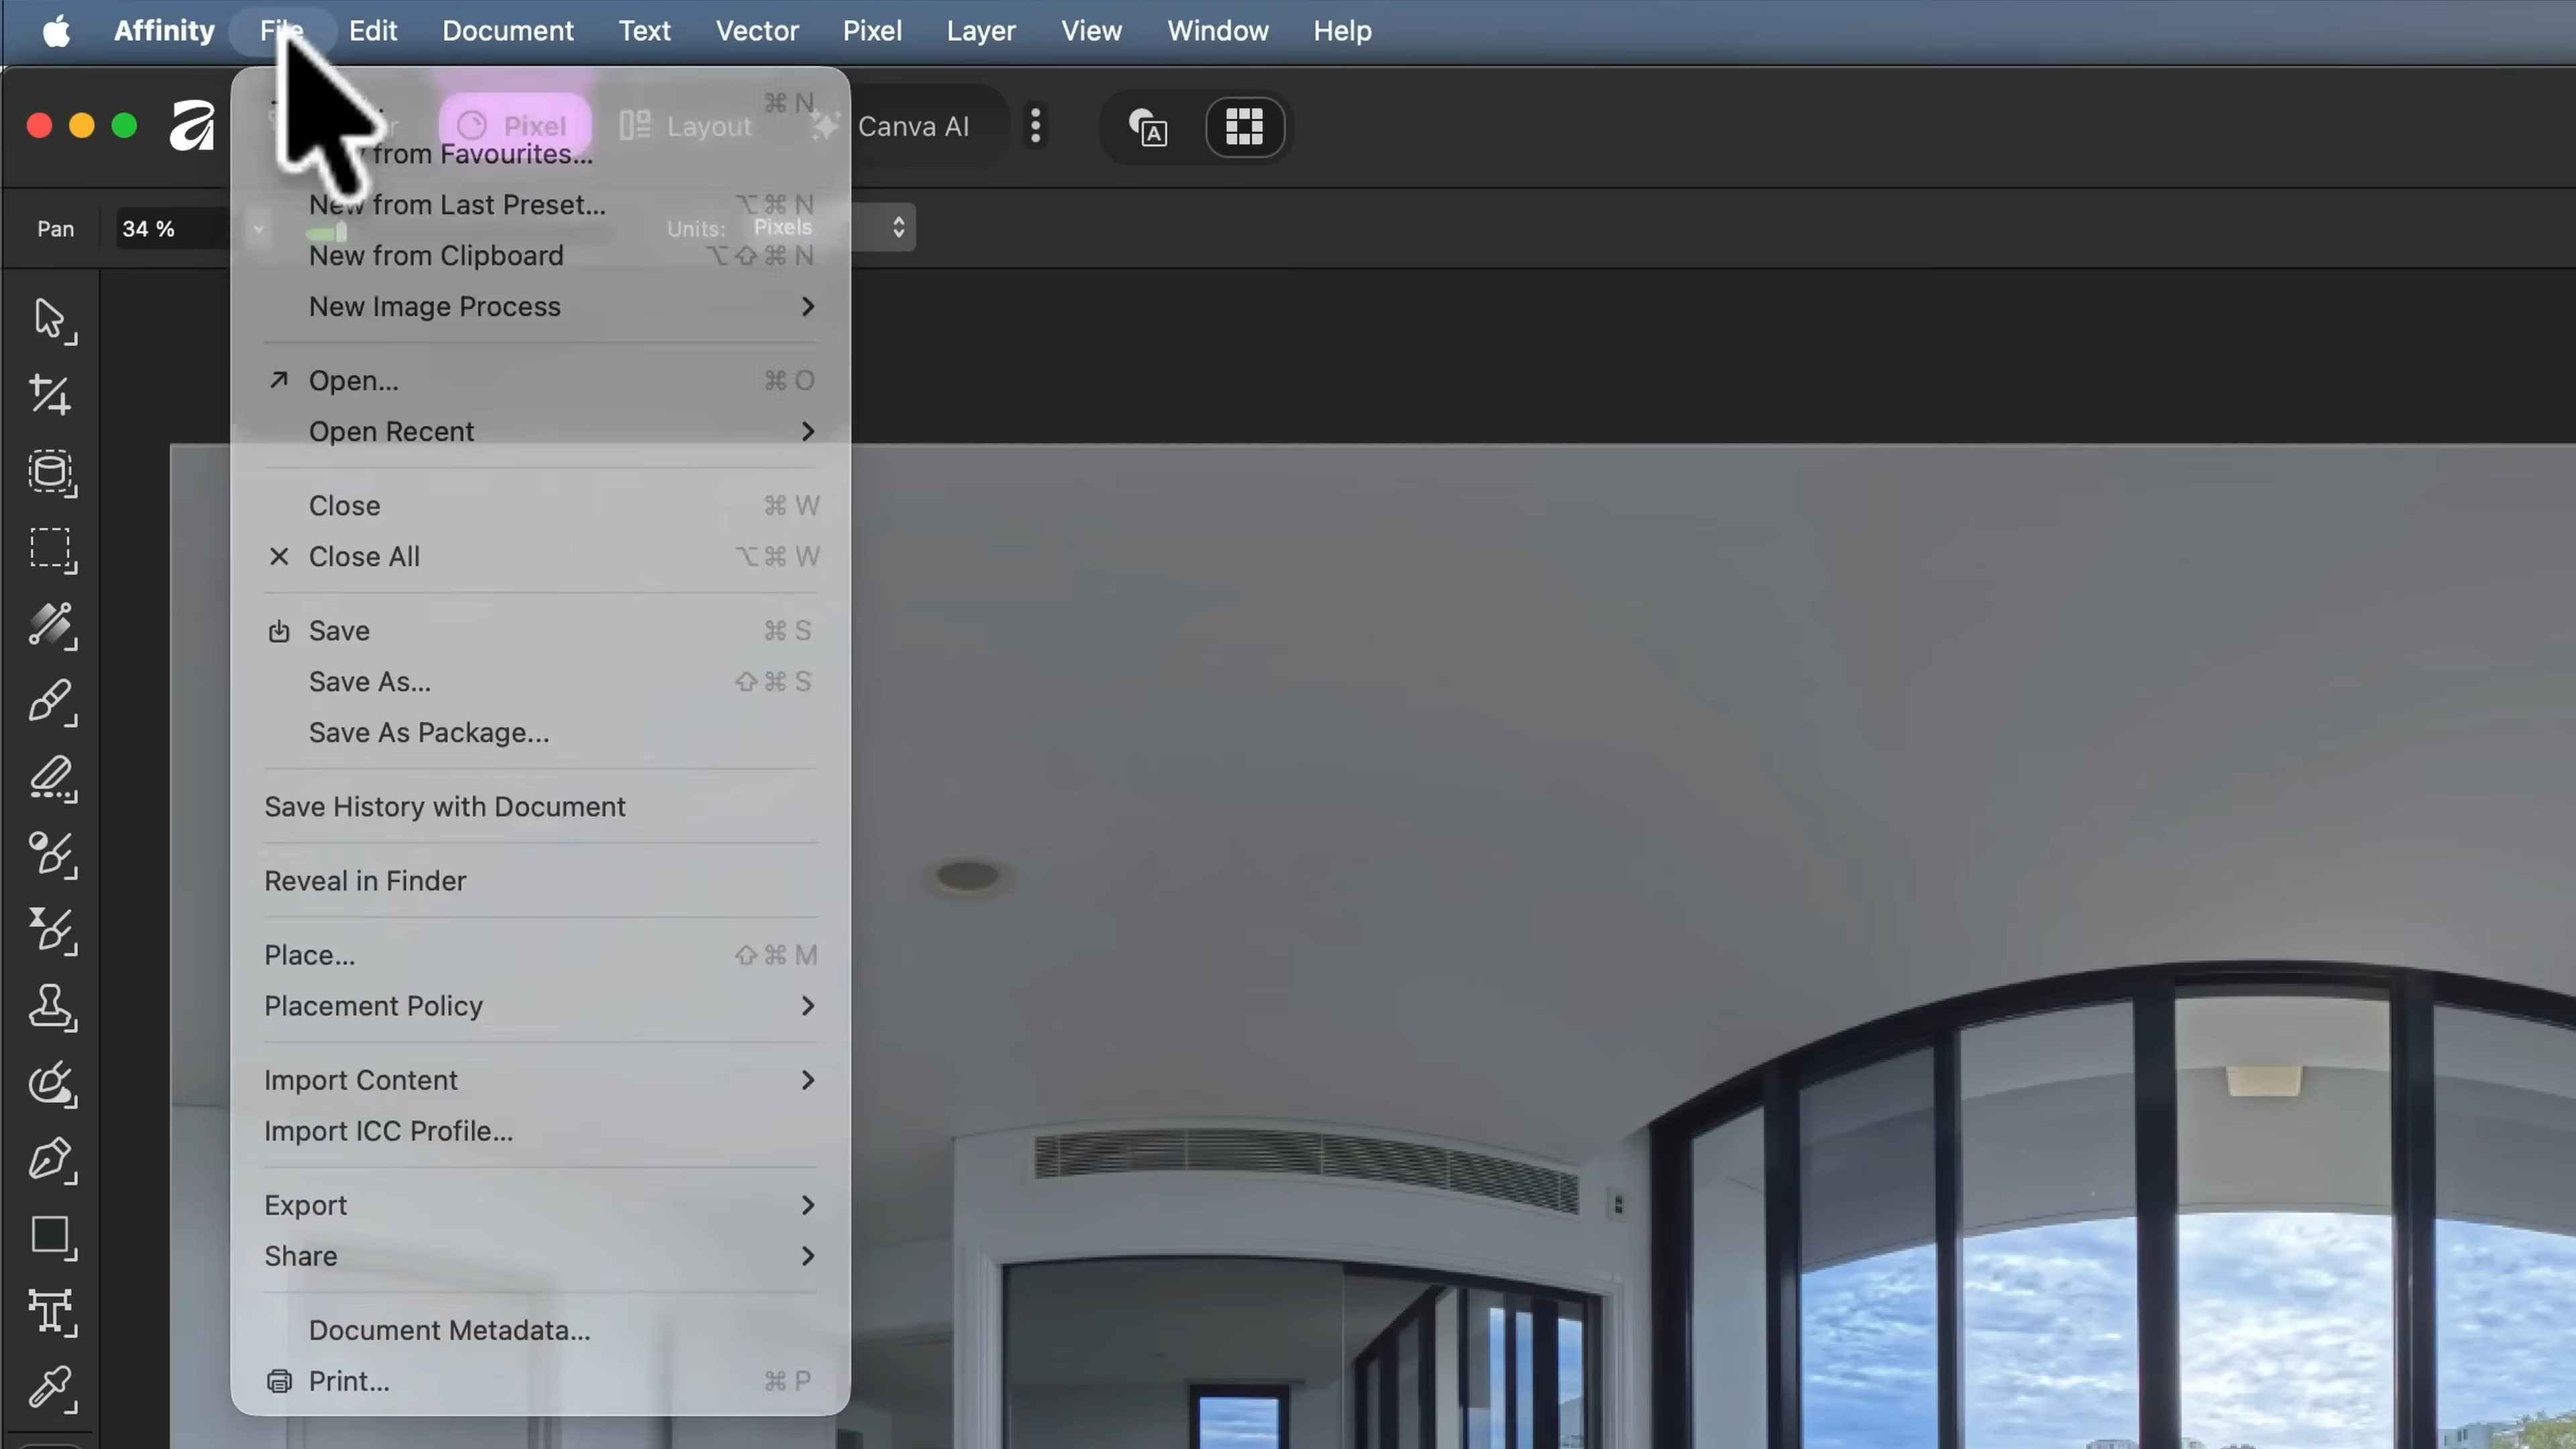 Affinity File Edit Document Text Vector Pixel Layer View Window Help
⌘ N
Pixel Layout Canva AI
from Favourites...
New from Last Preset... ⌥⌘ N
Pan 34 % Units: Pixels
New from Clipboard ⌥⇧⌘ N
New Image Process
Open... ⌘ O
Open Recent
Close ⌘ W
Close All ⌥⌘ W
Save ⌘ S
Save As... ⇧⌘ S
Save As Package...
Save History with Document
Reveal in Finder
Place... ⇧⌘ M
Placement Policy
Import Content
Import ICC Profile...
Export
Share
Document Metadata...
Print... ⌘ P